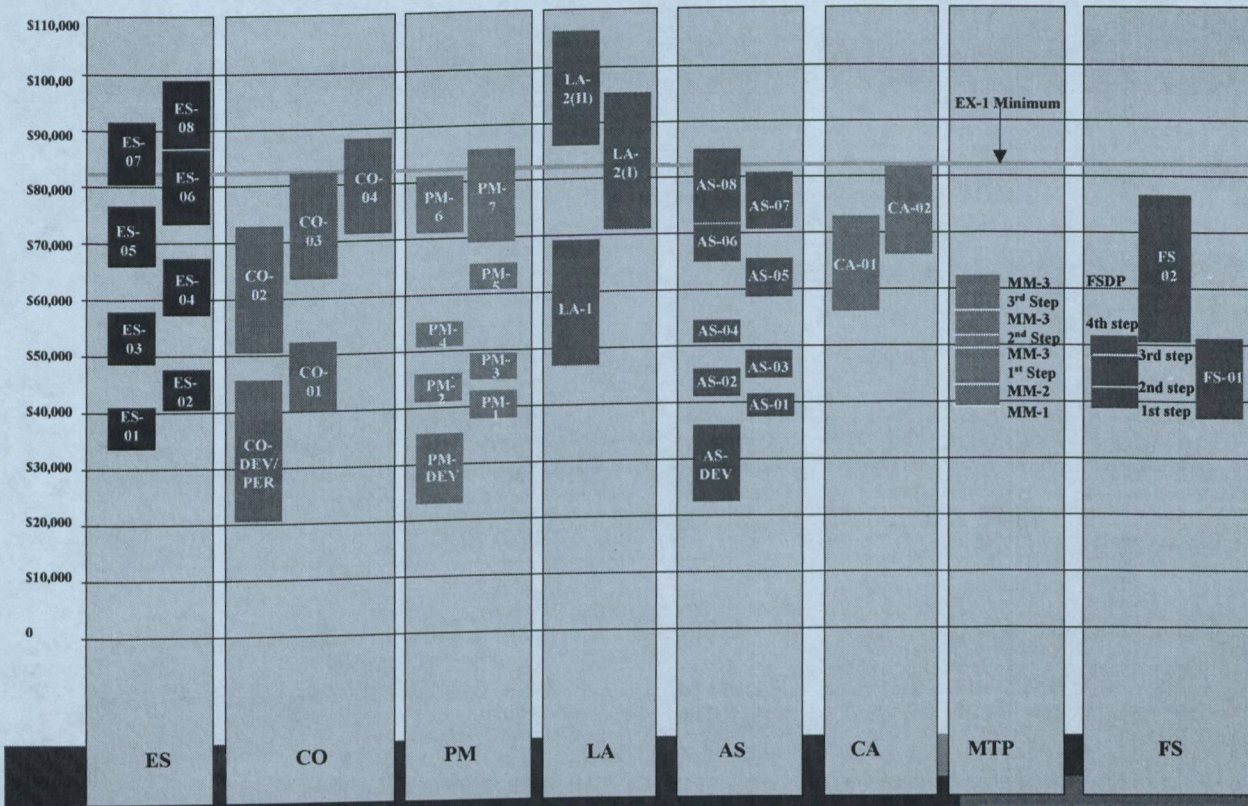 $110,000
$100,00
$90,000
$80,000
$70,000
$60,000
$50,000
$40,000
$30,000
$20,000
$10,000
0
ES-
07
ES-
08
ES-
06
ES-
05
ES-
04
ES-
03
ES-
02
ES-
01
ES
CO-
04
CO-
03
CO-
02
CO-
01
CO-
DEV/
PER
CO
PM-
6
PM-
7
PM-
5
PM-
4
PM-
3
PM-
2
PM-
1
PM-
DEV
PM
LA-
2(II)
LA-
2(I)
LA-1
LA
AS-08
AS-07
AS-06
AS-05
AS-04
AS-03
AS-02
AS-01
AS-
DEV
AS
CA-02
CA-01
CA
EX-1 Minimum
MM-3
3rd Step
MM-3
2nd Step
MM-3
1st Step
MM-2
MM-1
MTP
FSDP
4th step
3rd step
2nd step
1st step
FS
02
FS-01
FS